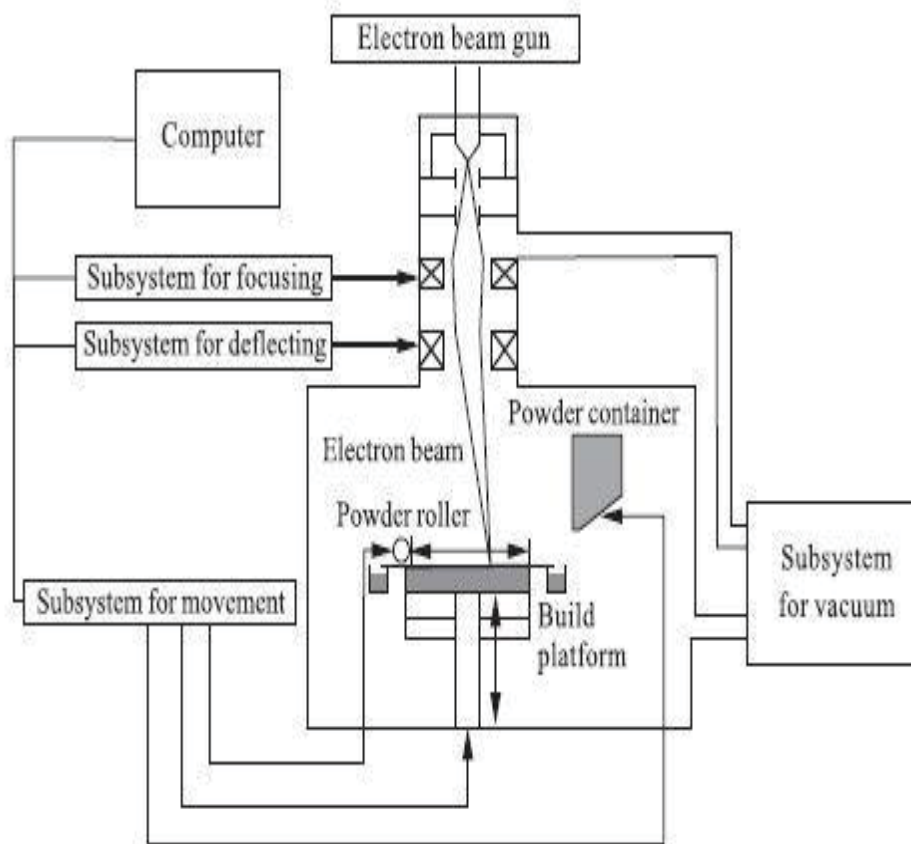 Electron beam gun
Computer
Subsystem for focusing
Subsystem for deflecting
Powder container
Electron beam
Powder roller
Subsystem for movement
Build
platform
Subsystem
for vacuum